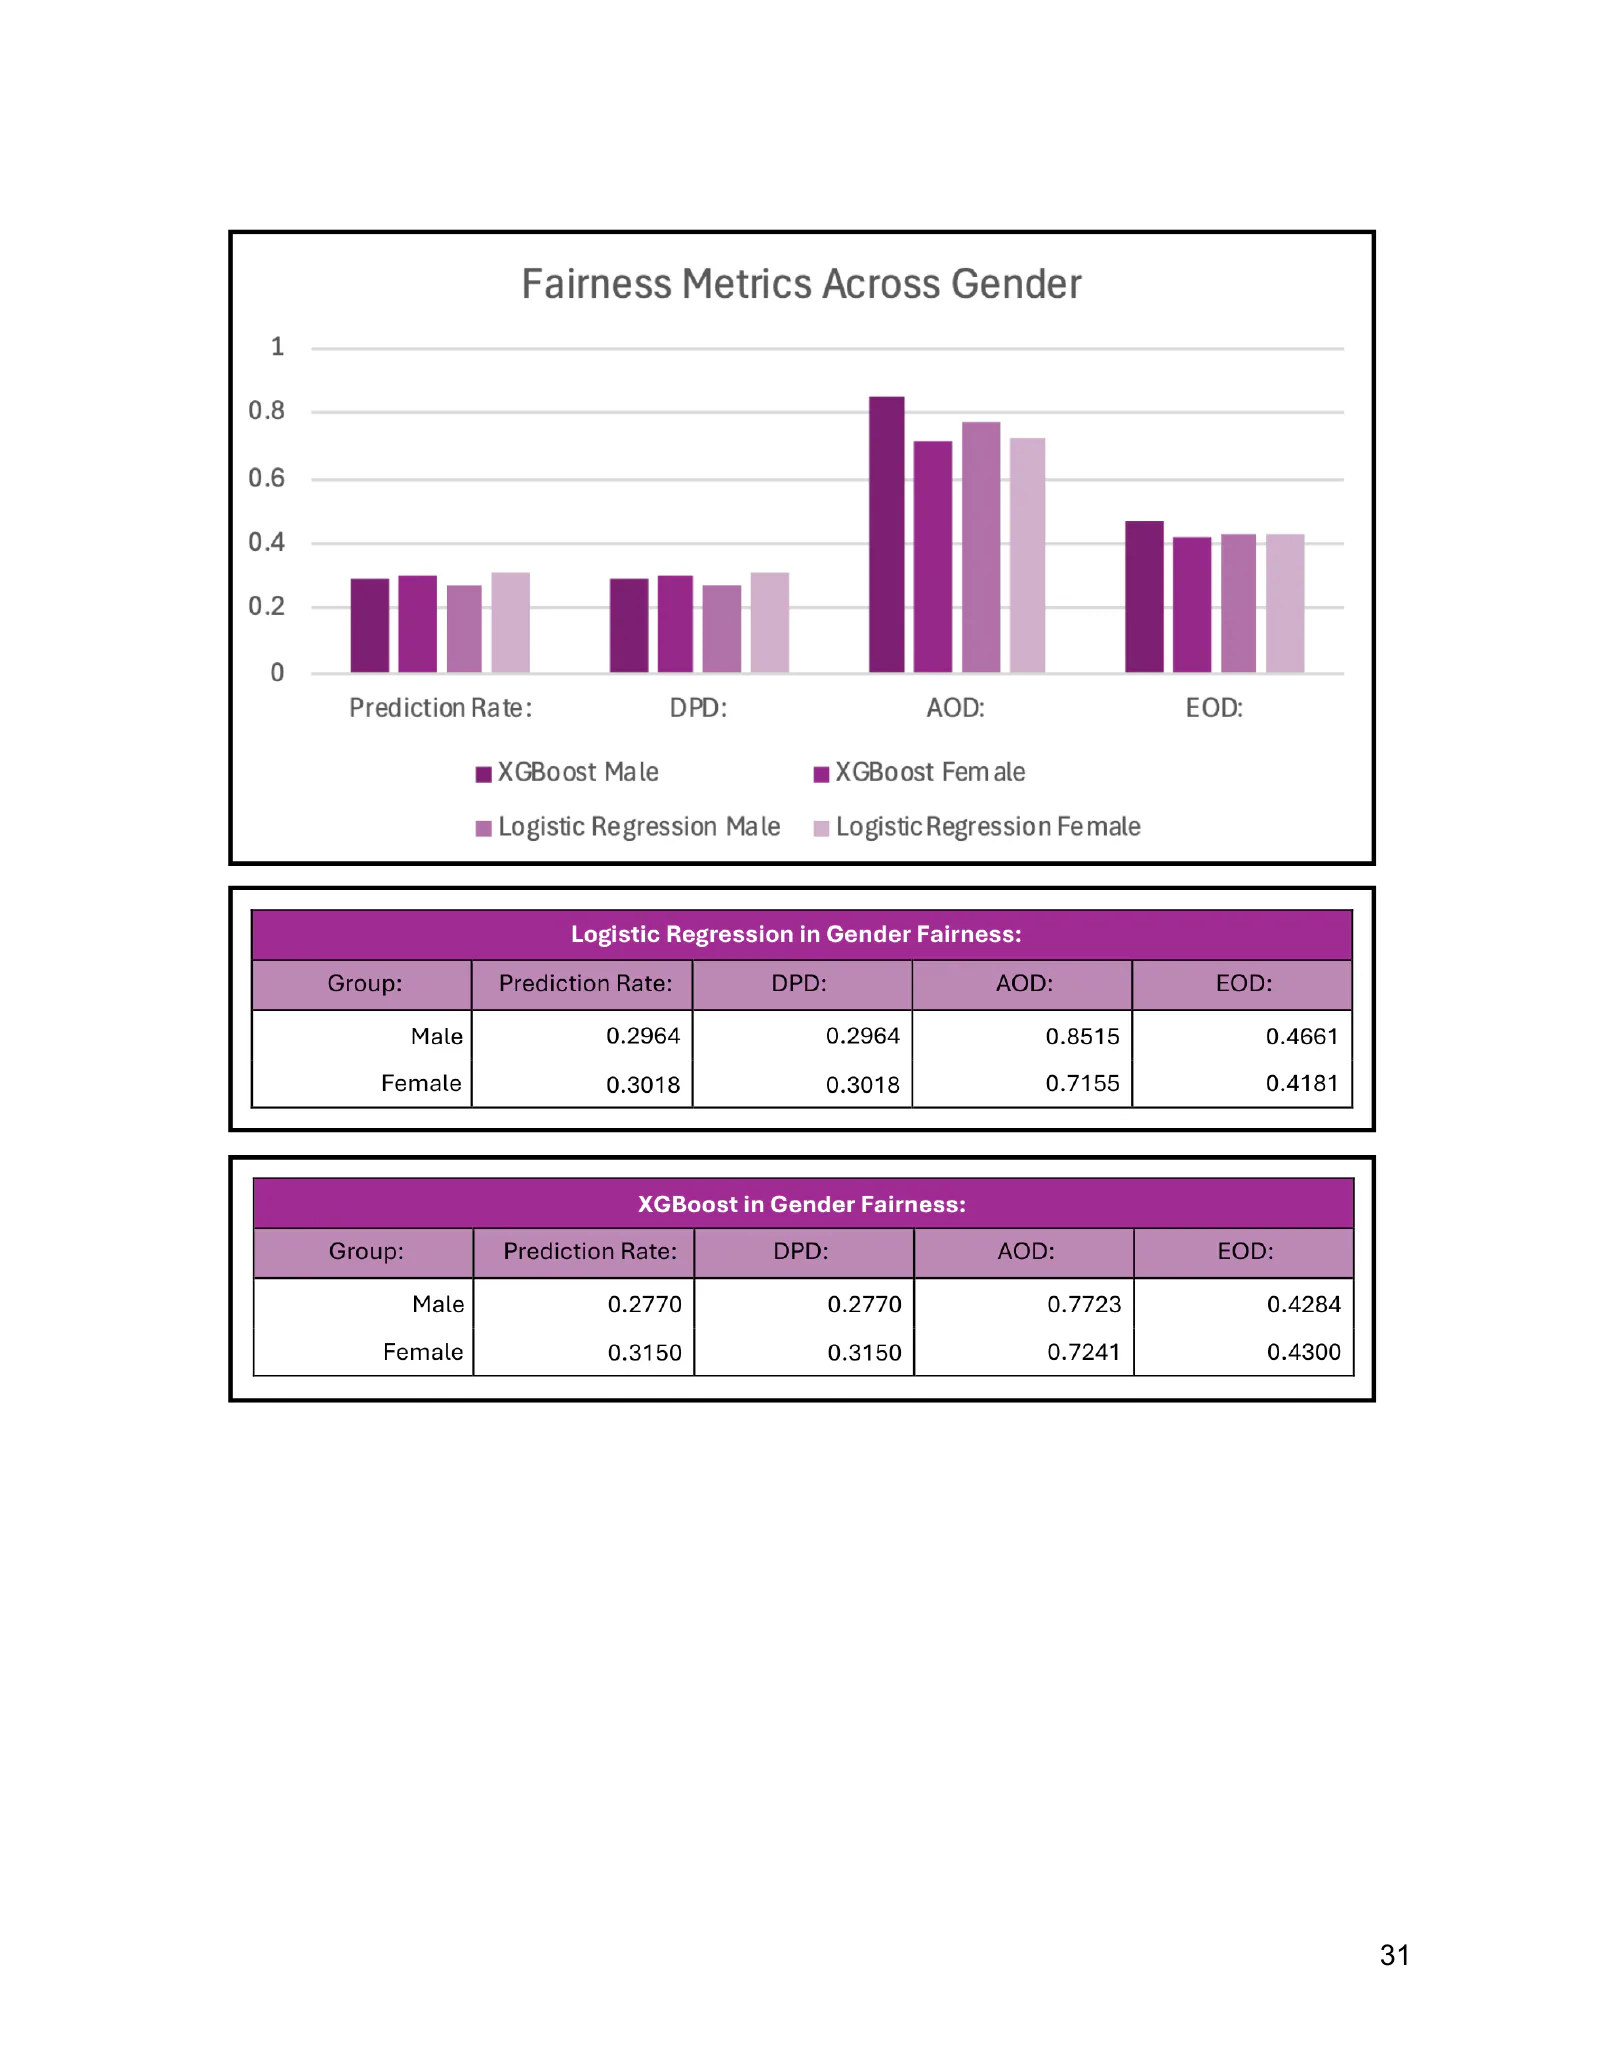 Fairness Metrics Across Gender
1
0.8
0.6
0.4
0.2
0
Prediction Rate: DPD: AOD: EOD:
XGBoost Male XGBoost Female
Logistic Regression Male Logistic Regression Female
Logistic Regression in Gender Fairness:
Group: Prediction Rate: DPD: AOD: EOD:
Male 0.2964 0.2964 0.8515 0.4661
Female 0.3018 0.3018 0.7155 0.4181
XGBoost in Gender Fairness:
Group: Prediction Rate: DPD: AOD: EOD:
Male 0.2770 0.2770 0.7723 0.4284
Female 0.3150 0.3150 0.7241 0.4300
31